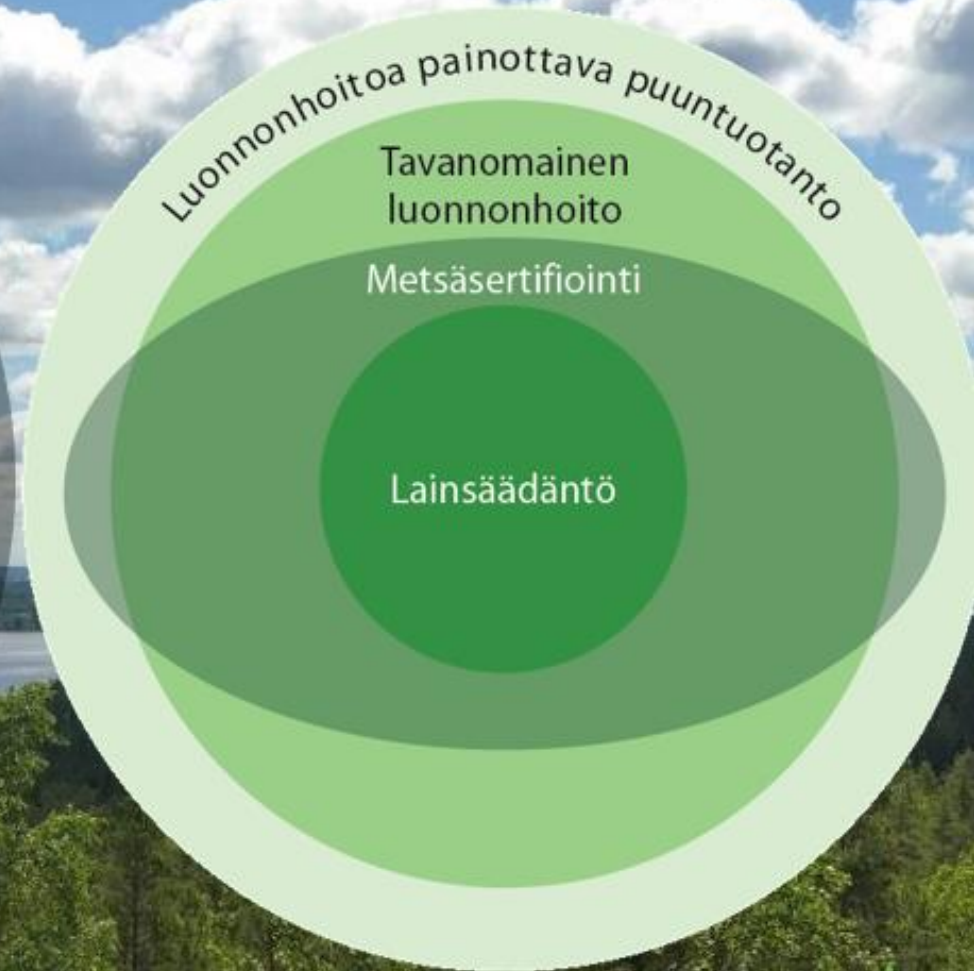 Luonnonhoitoa painottava puuntuotanto
Tavanomainen
luonnonhoito
Metsäsertifiointi
Lainsäädäntö